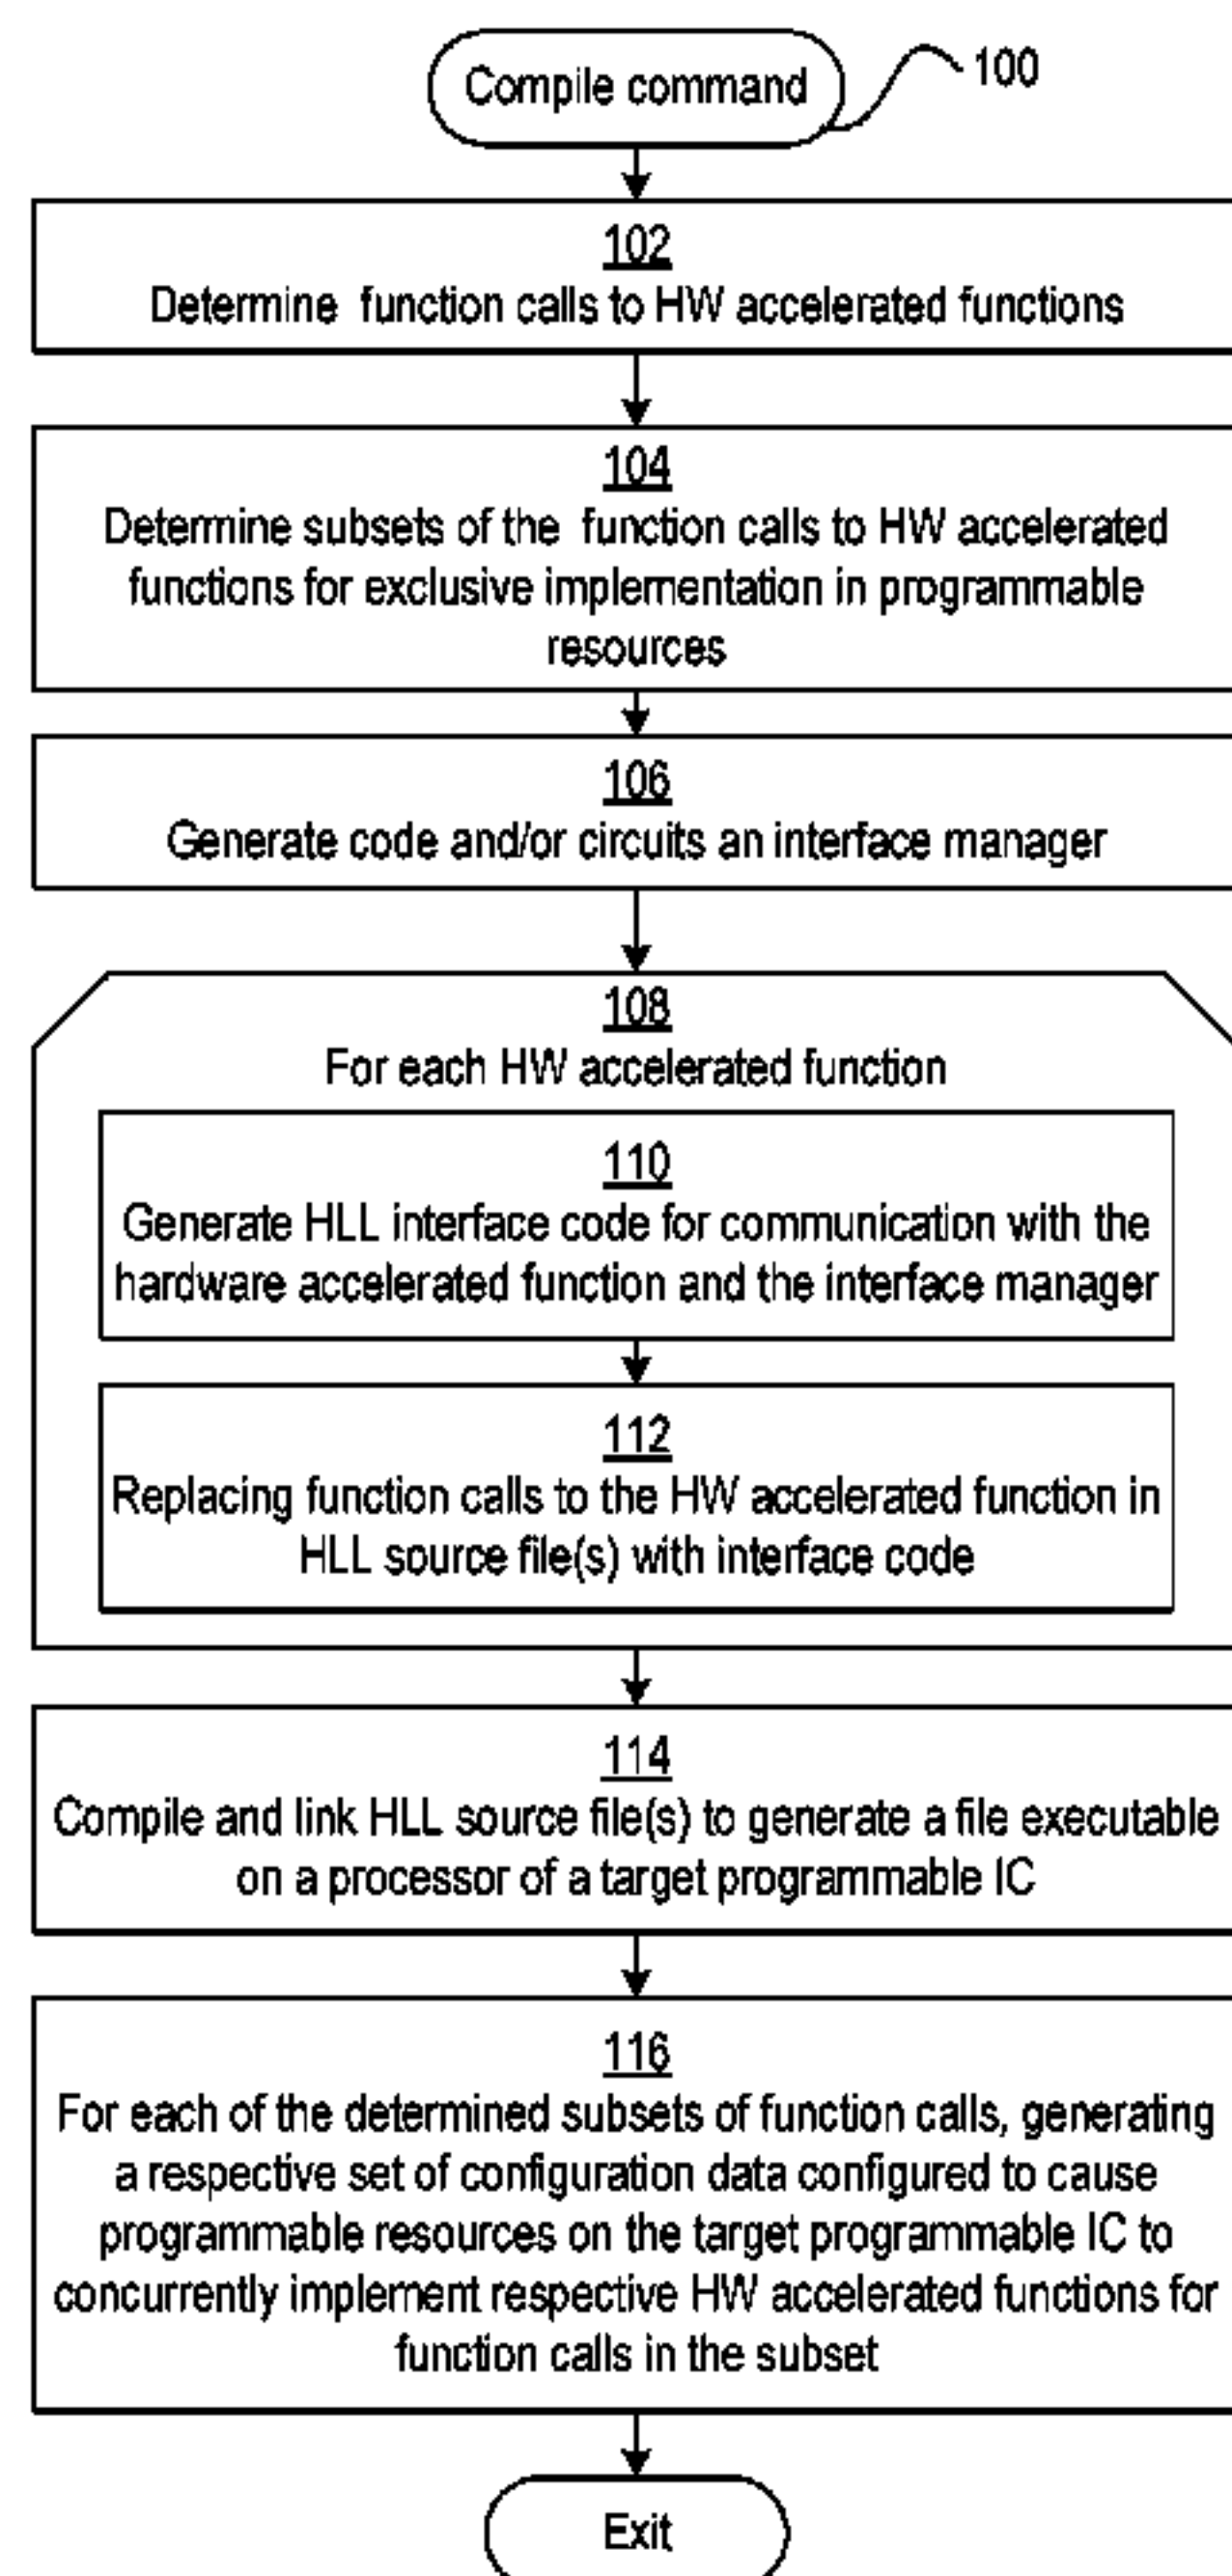 Compile command
100
102
Determine function calls to HW accelerated functions
104
Determine subsets of the function calls to HW accelerated
functions for exclusive implementation in programmable
resources
106
Generate code and/or circuits an interface manager
108
For each HW accelerated function
110
Generate HLL interface code for communication with the
hardware accelerated function and the interface manager
112
Replacing function calls to the HW accelerated function in
HLL source file(s) with interface code
114
Compile and link HLL source file(s) to generate a file executable
on a processor of a target programmable IC
116
For each of the determined subsets of function calls, generating
a respective set of configuration data configured to cause
programmable resources on the target programmable IC to
concurrently implement respective HW accelerated functions for
function calls in the subset
Exit